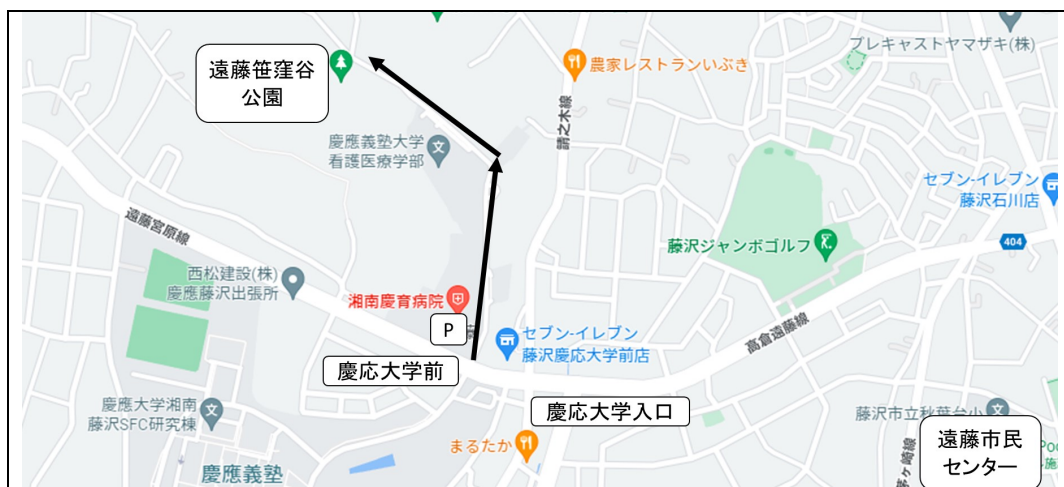 プレキャストヤマザキ(株)
遠藤笹窪谷
公園
農家レストランいぶき
請之木線
慶應義塾大学
看護医療学部
セブン-イレブン
藤沢石川店
遠藤宮原線
404
藤沢ジャンボゴルフ
西松建設(株)
慶應藤沢出張所
湘南慶育病院
P
セブン-イレブン
藤沢慶応大学前店
高倉遠藤線
慶応大学前
慶應大学湘南
藤沢SFC研究棟
慶応大学入口
藤沢市立秋葉台小
まるたか
遠藤市民
センター
慶應義塾